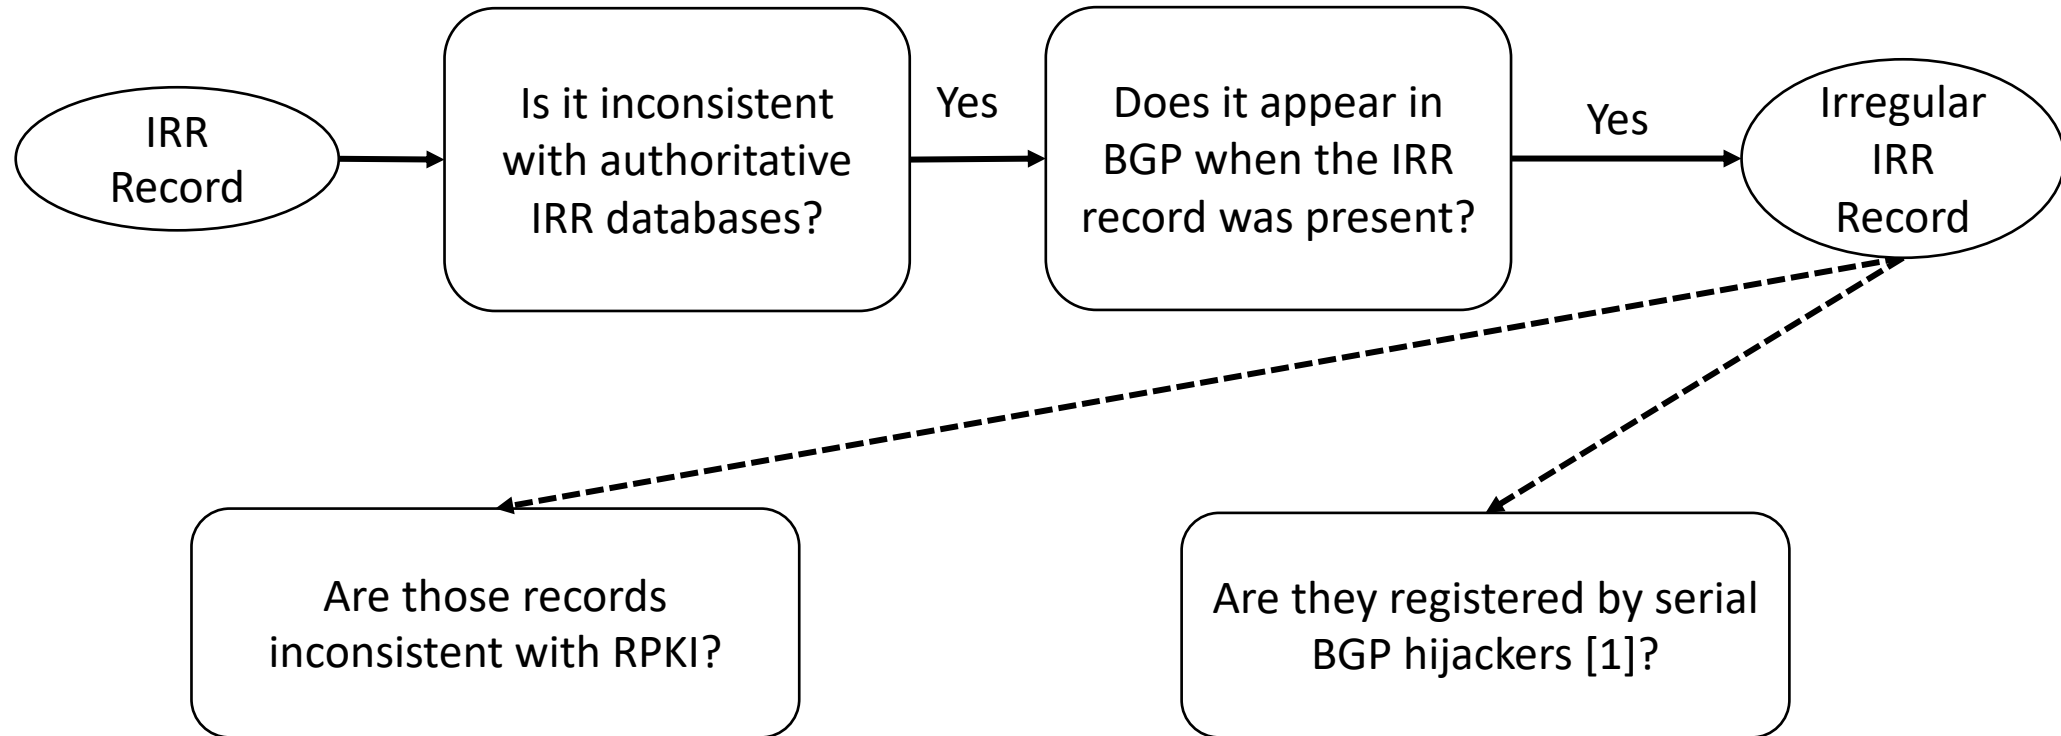 IRR
Record
Is it inconsistent
with authoritative
IRR databases?
Yes
Does it appear in
BGP when the IRR
record was present?
Yes
Irregular
IRR
Record
Are those records
inconsistent with RPKI?
Are they registered by serial
BGP hijackers [1]?